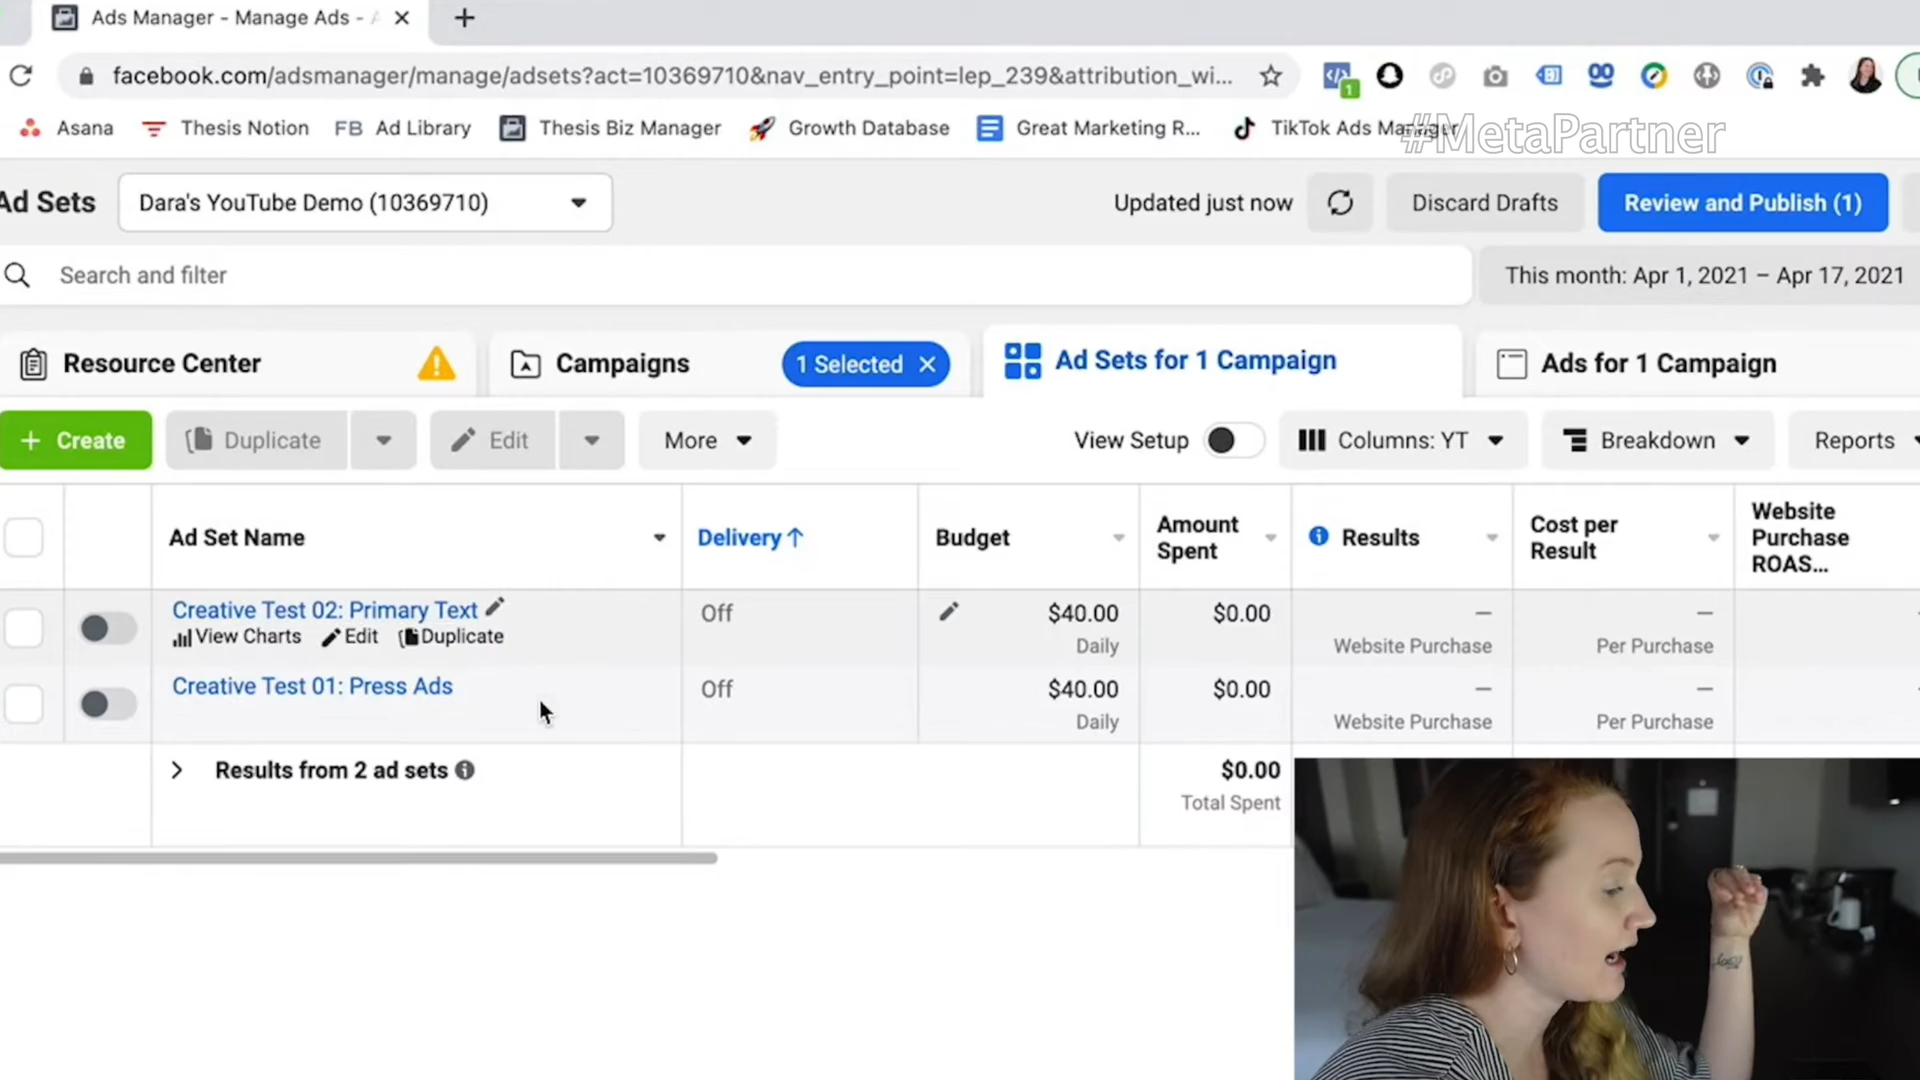 Ads Manager - Manage Ads - A
facebook.com/adsmanager/manage/adsets?act=10369710&nav_entry_point=lep_239&attribution_wi...
1
Asana Thesis Notion FB Ad Library Thesis Biz Manager Growth Database Great Marketing R... TikTok Ads Manager
#MetaPartner
Ad Sets Dara's YouTube Demo (10369710) Updated just now Discard Drafts Review and Publish (1)
Search and filter This month: Apr 1, 2021 – Apr 17, 2021
Resource Center Campaigns 1 Selected Ad Sets for 1 Campaign Ads for 1 Campaign
+ Create Duplicate Edit More View Setup Columns: YT Breakdown Reports
Ad Set Name Delivery↑ Budget Amount Spent Results Cost per Result Website Purchase ROAS...
Creative Test 02: Primary Text Off $40.00 $0.00 — —
View Charts Edit Duplicate Daily Website Purchase Per Purchase
Creative Test 01: Press Ads Off $40.00 $0.00 — —
Daily Website Purchase Per Purchase
Results from 2 ad sets $0.00
Total Spent